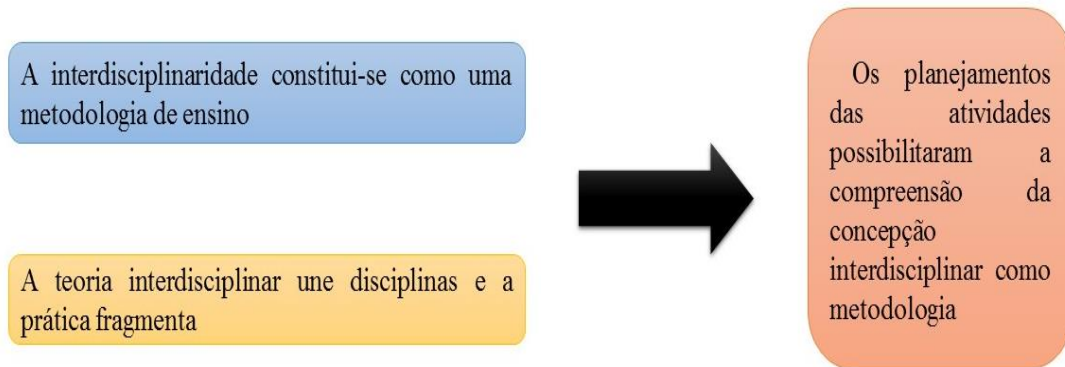 A interdisciplinaridade constitui-se como uma
metodologia de ensino
A teoria interdisciplinar une disciplinas e a
prática fragmenta
Os planejamentos
das atividades
possibilitaram a
compreensão da
concepção
interdisciplinar como
metodologia